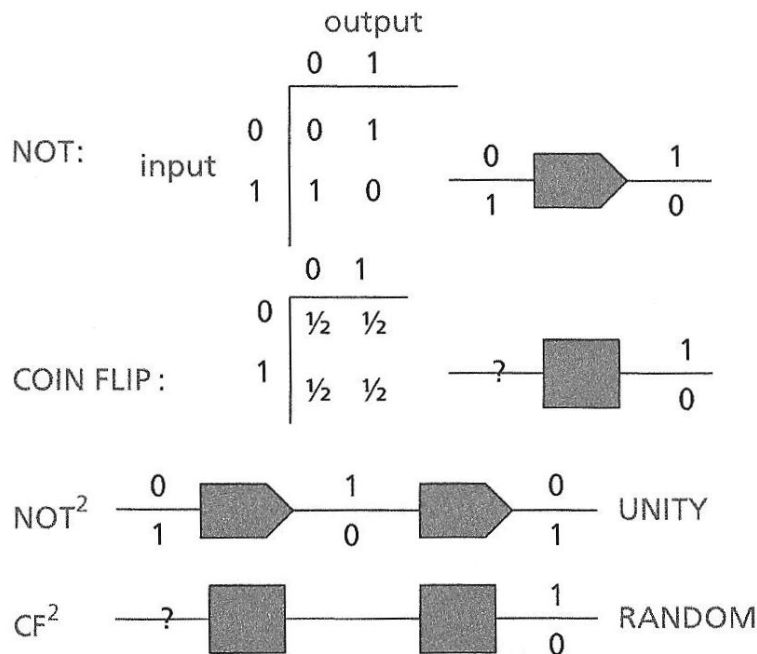 output
0 1
0 0 1
NOT: input
1 1 0
0 1
1 0
0 1
0 ½ ½
COIN FLIP: 1
½ ½
? 1
0
NOT² 0 1 0 UNITY
1 0 1
CF² ? 1 RANDOM
0